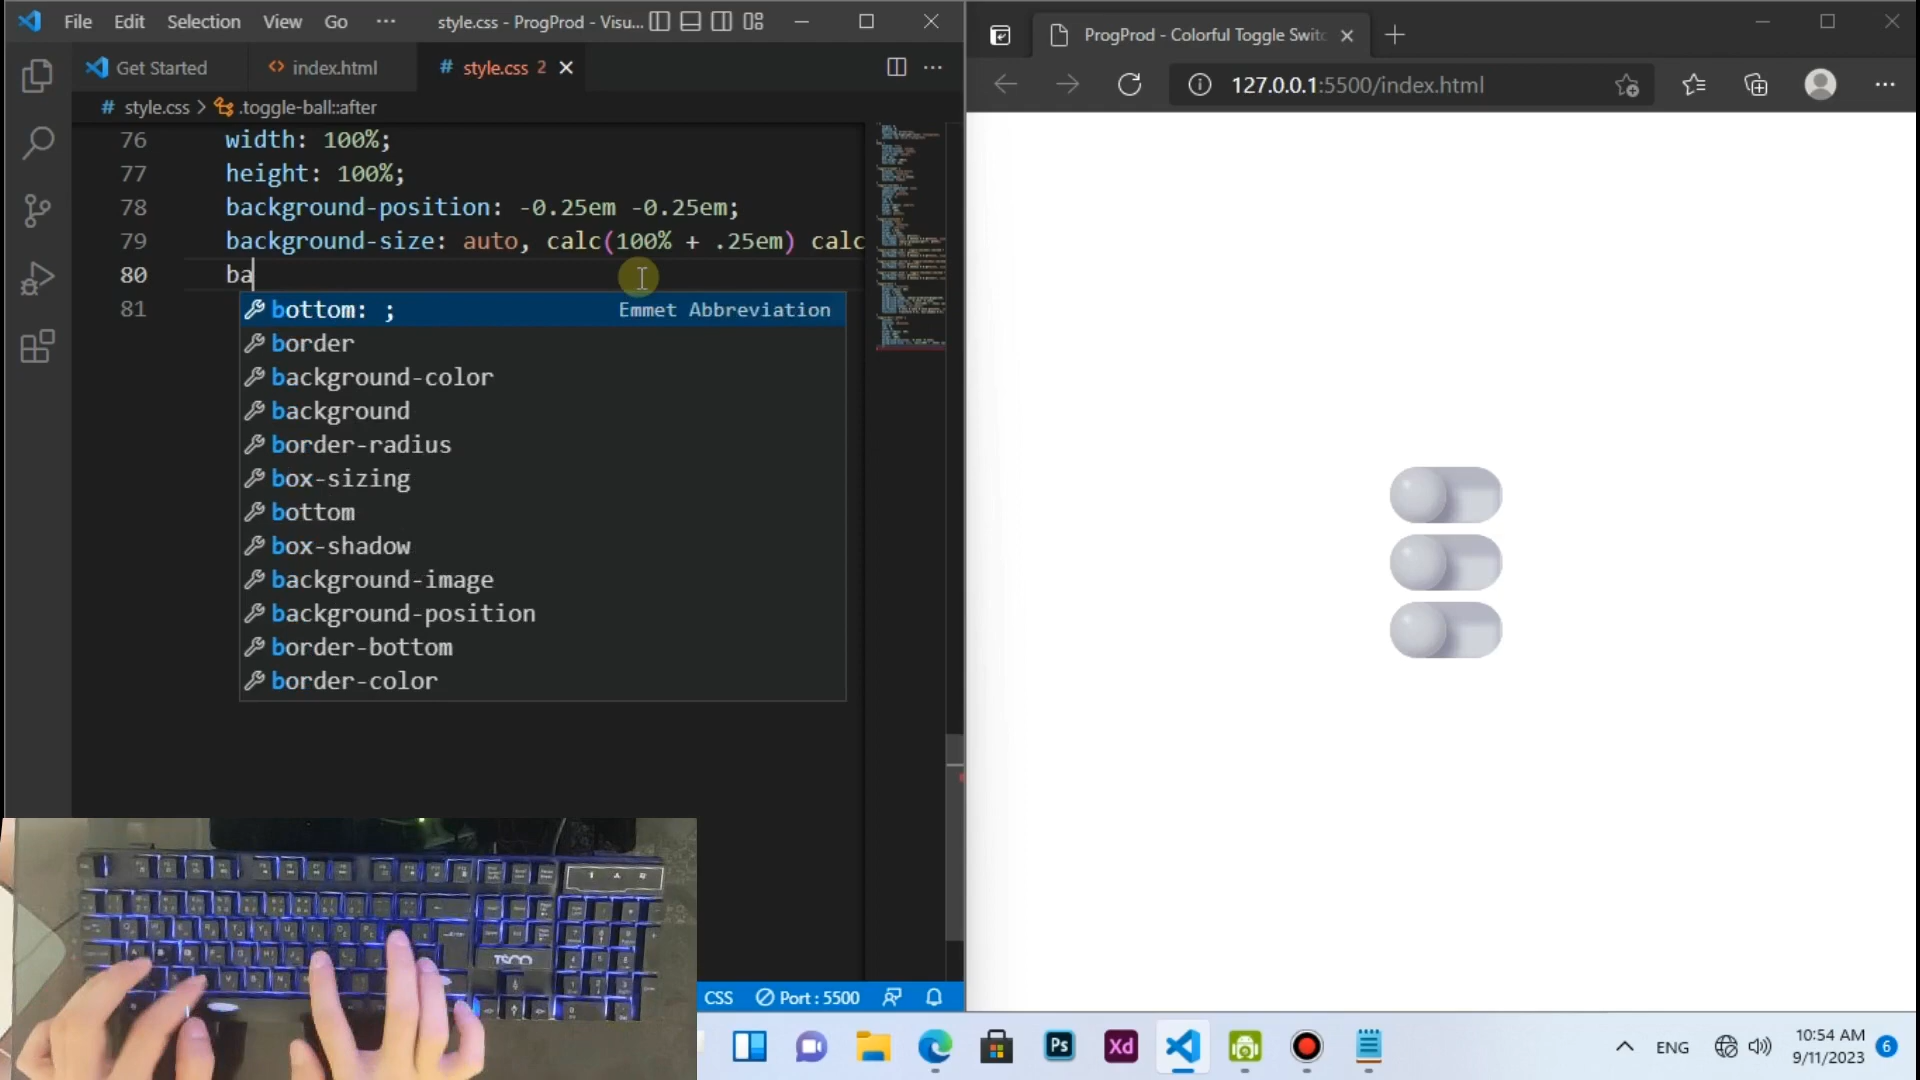 File Edit Selection View Go ··· style.css - ProgProd - Visu...
Get Started index.html # style.css 2
# style.css > .toggle-ball::after
76 width: 100%;
77 height: 100%;
78 background-position: -0.25em -0.25em;
79 background-size: auto, calc(100% + .25em) calc
80 ba
81
bottom: ; Emmet Abbreviation
border
background-color
background
border-radius
box-sizing
bottom
box-shadow
background-image
background-position
border-bottom
border-color
CSS Port : 5500
ProgProd - Colorful Toggle Switc
127.0.0.1:5500/index.html
Ps Xd
ENG
10:54 AM
9/11/2023
6